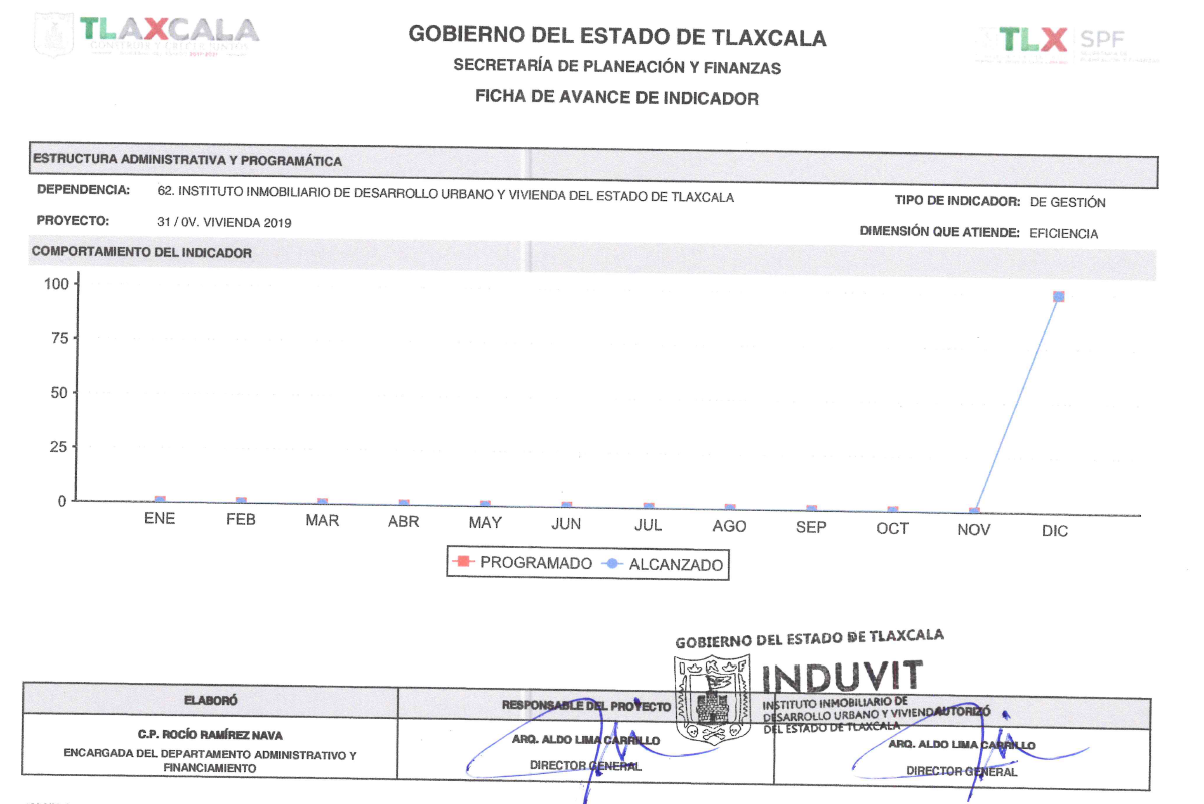 TLAXCALA
CONSTRUIR Y CRECER JUNTOS
GOBIERNO DEL ESTADO DE TLAXCALA
SECRETARÍA DE PLANEACIÓN Y FINANZAS
FICHA DE AVANCE DE INDICADOR
TLX SPF
ESTRUCTURA ADMINISTRATIVA Y PROGRAMÁTICA
DEPENDENCIA: 62. INSTITUTO INMOBILIARIO DE DESARROLLO URBANO Y VIVIENDA DEL ESTADO DE TLAXCALA
TIPO DE INDICADOR: DE GESTIÓN
PROYECTO: 31 / 0V. VIVIENDA 2019
DIMENSIÓN QUE ATIENDE: EFICIENCIA
COMPORTAMIENTO DEL INDICADOR
100
75
50
25
0
ENE FEB MAR ABR MAY JUN JUL AGO SEP OCT NOV DIC
PROGRAMADO ALCANZADO
GOBIERNO DEL ESTADO DE TLAXCALA
INDUVIT
INSTITUTO INMOBILIARIO DE
DESARROLLO URBANO Y VIVIENDA
DEL ESTADO DE TLAXCALA
ELABORÓ
C.P. ROCÍO RAMÍREZ NAVA
ENCARGADA DEL DEPARTAMENTO ADMINISTRATIVO Y
FINANCIAMIENTO
RESPONSABLE DEL PROYECTO
ARQ. ALDO LIMA CARRILLO
DIRECTOR GENERAL
AUTORIZÓ
ARQ. ALDO LIMA CARRILLO
DIRECTOR GENERAL